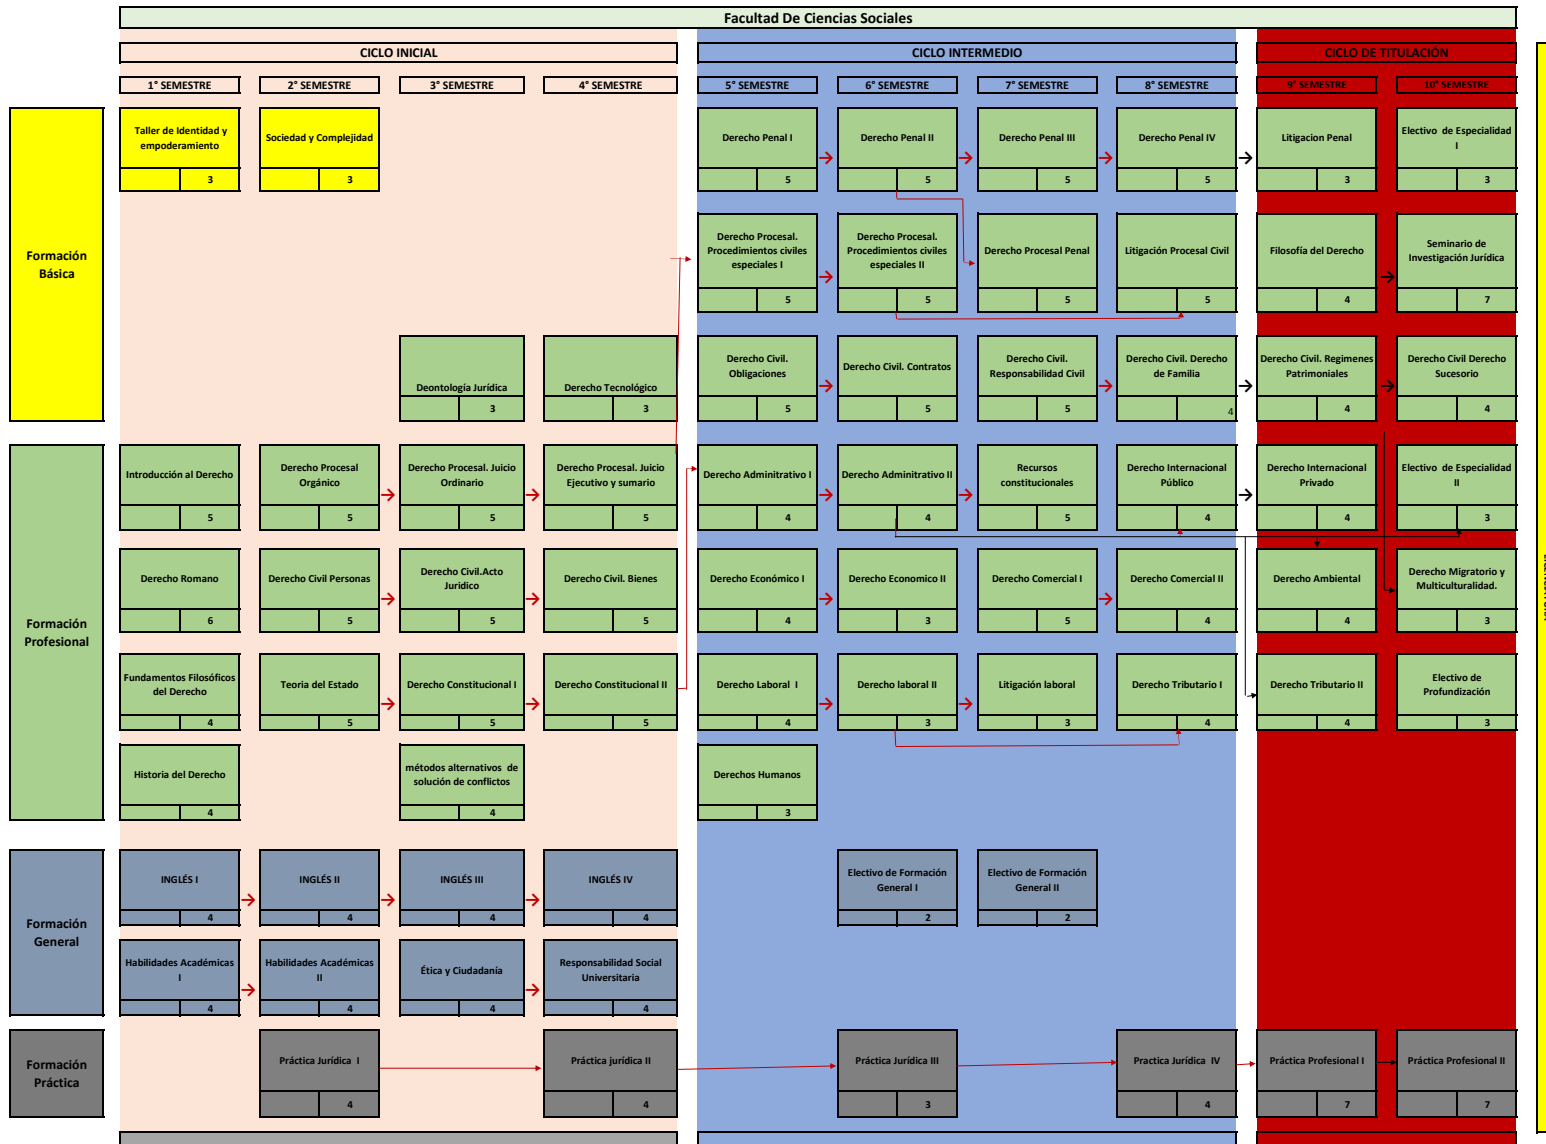 Facultad De Ciencias Sociales
CICLO INICIAL
CICLO INTERMEDIO
CICLO DE TITULACIÓN
1° SEMESTRE
2° SEMESTRE
3° SEMESTRE
4° SEMESTRE
5° SEMESTRE
6° SEMESTRE
7° SEMESTRE
8° SEMESTRE
9° SEMESTRE
10° SEMESTRE
Formación
Básica
Taller de Identidad y
empoderamiento
3
Sociedad y Complejidad
3
Derecho Penal I
5
Derecho Penal II
5
Derecho Penal III
5
Derecho Penal IV
5
Litigacion Penal
3
Electivo de Especialidad
I
3
Derecho Procesal.
Procedimientos civiles
especiales I
5
Derecho Procesal.
Procedimientos civiles
especiales II
5
Derecho Procesal Penal
5
Litigación Procesal Civil
5
Filosofía del Derecho
4
Seminario de
Investigación Jurídica
7
Deontología Jurídica
3
Derecho Tecnológico
3
Derecho Civil.
Obligaciones
5
Derecho Civil. Contratos
5
Derecho Civil.
Responsabilidad Civil
5
Derecho Civil. Derecho
de Familia
4
Derecho Civil. Regimenes
Patrimoniales
4
Derecho Civil Derecho
Sucesorio
4
Formación
Profesional
Introducción al Derecho
5
Derecho Procesal
Orgánico
5
Derecho Procesal. Juicio
Ordinario
5
Derecho Procesal. Juicio
Ejecutivo y sumario
5
Derecho Adminitrativo I
4
Derecho Adminitrativo II
4
Recursos
constitucionales
5
Derecho Internacional
Público
4
Derecho Internacional
Privado
4
Electivo de Especialidad
II
3
Derecho Romano
6
Derecho Civil Personas
5
Derecho Civil.Acto
Juridico
5
Derecho Civil. Bienes
5
Derecho Económico I
4
Derecho Economico II
3
Derecho Comercial I
5
Derecho Comercial II
4
Derecho Ambiental
4
Derecho Migratorio y
Multiculturalidad.
3
Fundamentos Filosóficos
del Derecho
4
Teoria del Estado
5
Derecho Constitucional I
5
Derecho Constitucional II
5
Derecho Laboral I
4
Derecho laboral II
3
Litigación laboral
3
Derecho Tributario I
4
Derecho Tributario II
4
Electivo de
Profundización
3
Historia del Derecho
4
métodos alternativos de
solución de conflictos
4
Derechos Humanos
3
Formación
General
INGLÉS I
4
INGLÉS II
4
INGLÉS III
4
INGLÉS IV
4
Electivo de Formación
General I
2
Electivo de Formación
General II
2
Habilidades Académicas
I
4
Habilidades Académicas
II
4
Ética y Ciudadanía
4
Responsabilidad Social
Universitaria
4
Formación
Práctica
Práctica Jurídica I
4
Práctica jurídica II
4
Práctica Jurídica III
3
Practica Jurídica IV
4
Práctica Profesional I
7
Práctica Profesional II
7